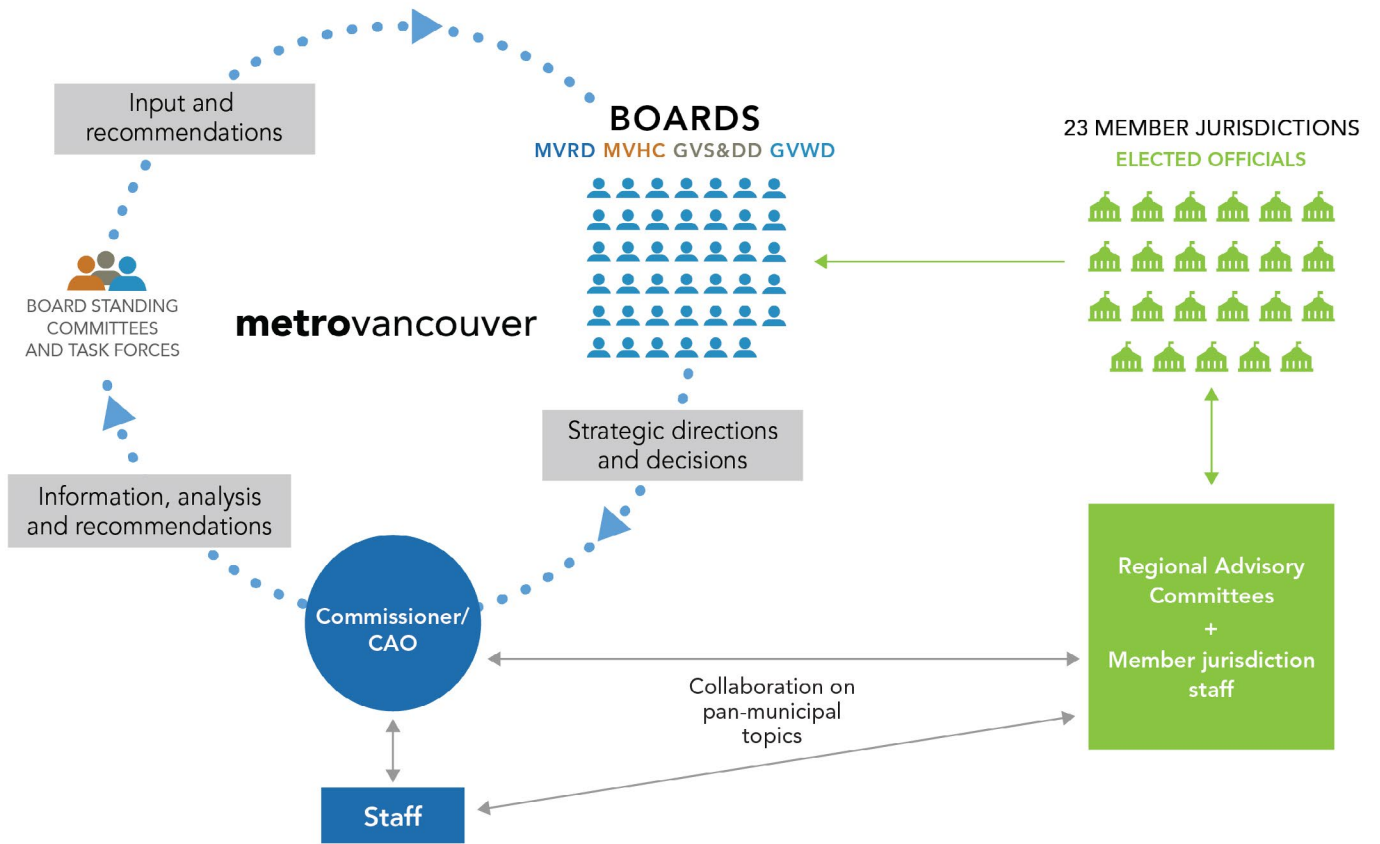 Input and
recommendations
BOARDS
MVRD MVHC GVS&DD GVWD
23 MEMBER JURISDICTIONS
ELECTED OFFICIALS
BOARD STANDING
COMMITTEES
AND TASK FORCES
metrovancouver
Strategic directions
and decisions
Information, analysis
and recommendations
Commissioner/
CAO
Regional Advisory
Committees
+
Member jurisdiction
staff
Collaboration on
pan-municipal
topics
Staff